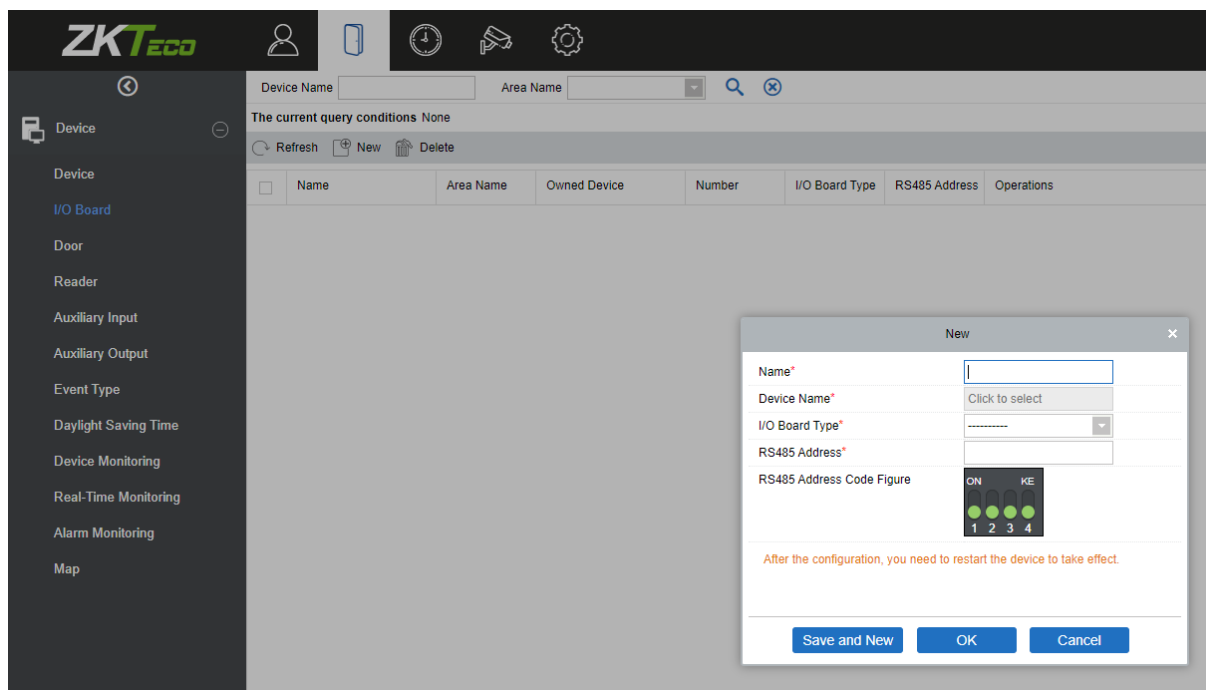 ZKTeco
Device Name Area Name
The current query conditions None
Refresh New Delete
Name Area Name Owned Device Number I/O Board Type RS485 Address Operations
Device
Device
I/O Board
Door
Reader
Auxiliary Input
Auxiliary Output
Event Type
Daylight Saving Time
Device Monitoring
Real-Time Monitoring
Alarm Monitoring
Map
New
Name*
Device Name* Click to select
I/O Board Type* ----------
RS485 Address*
RS485 Address Code Figure
ON KE
1 2 3 4
After the configuration, you need to restart the device to take effect.
Save and New OK Cancel